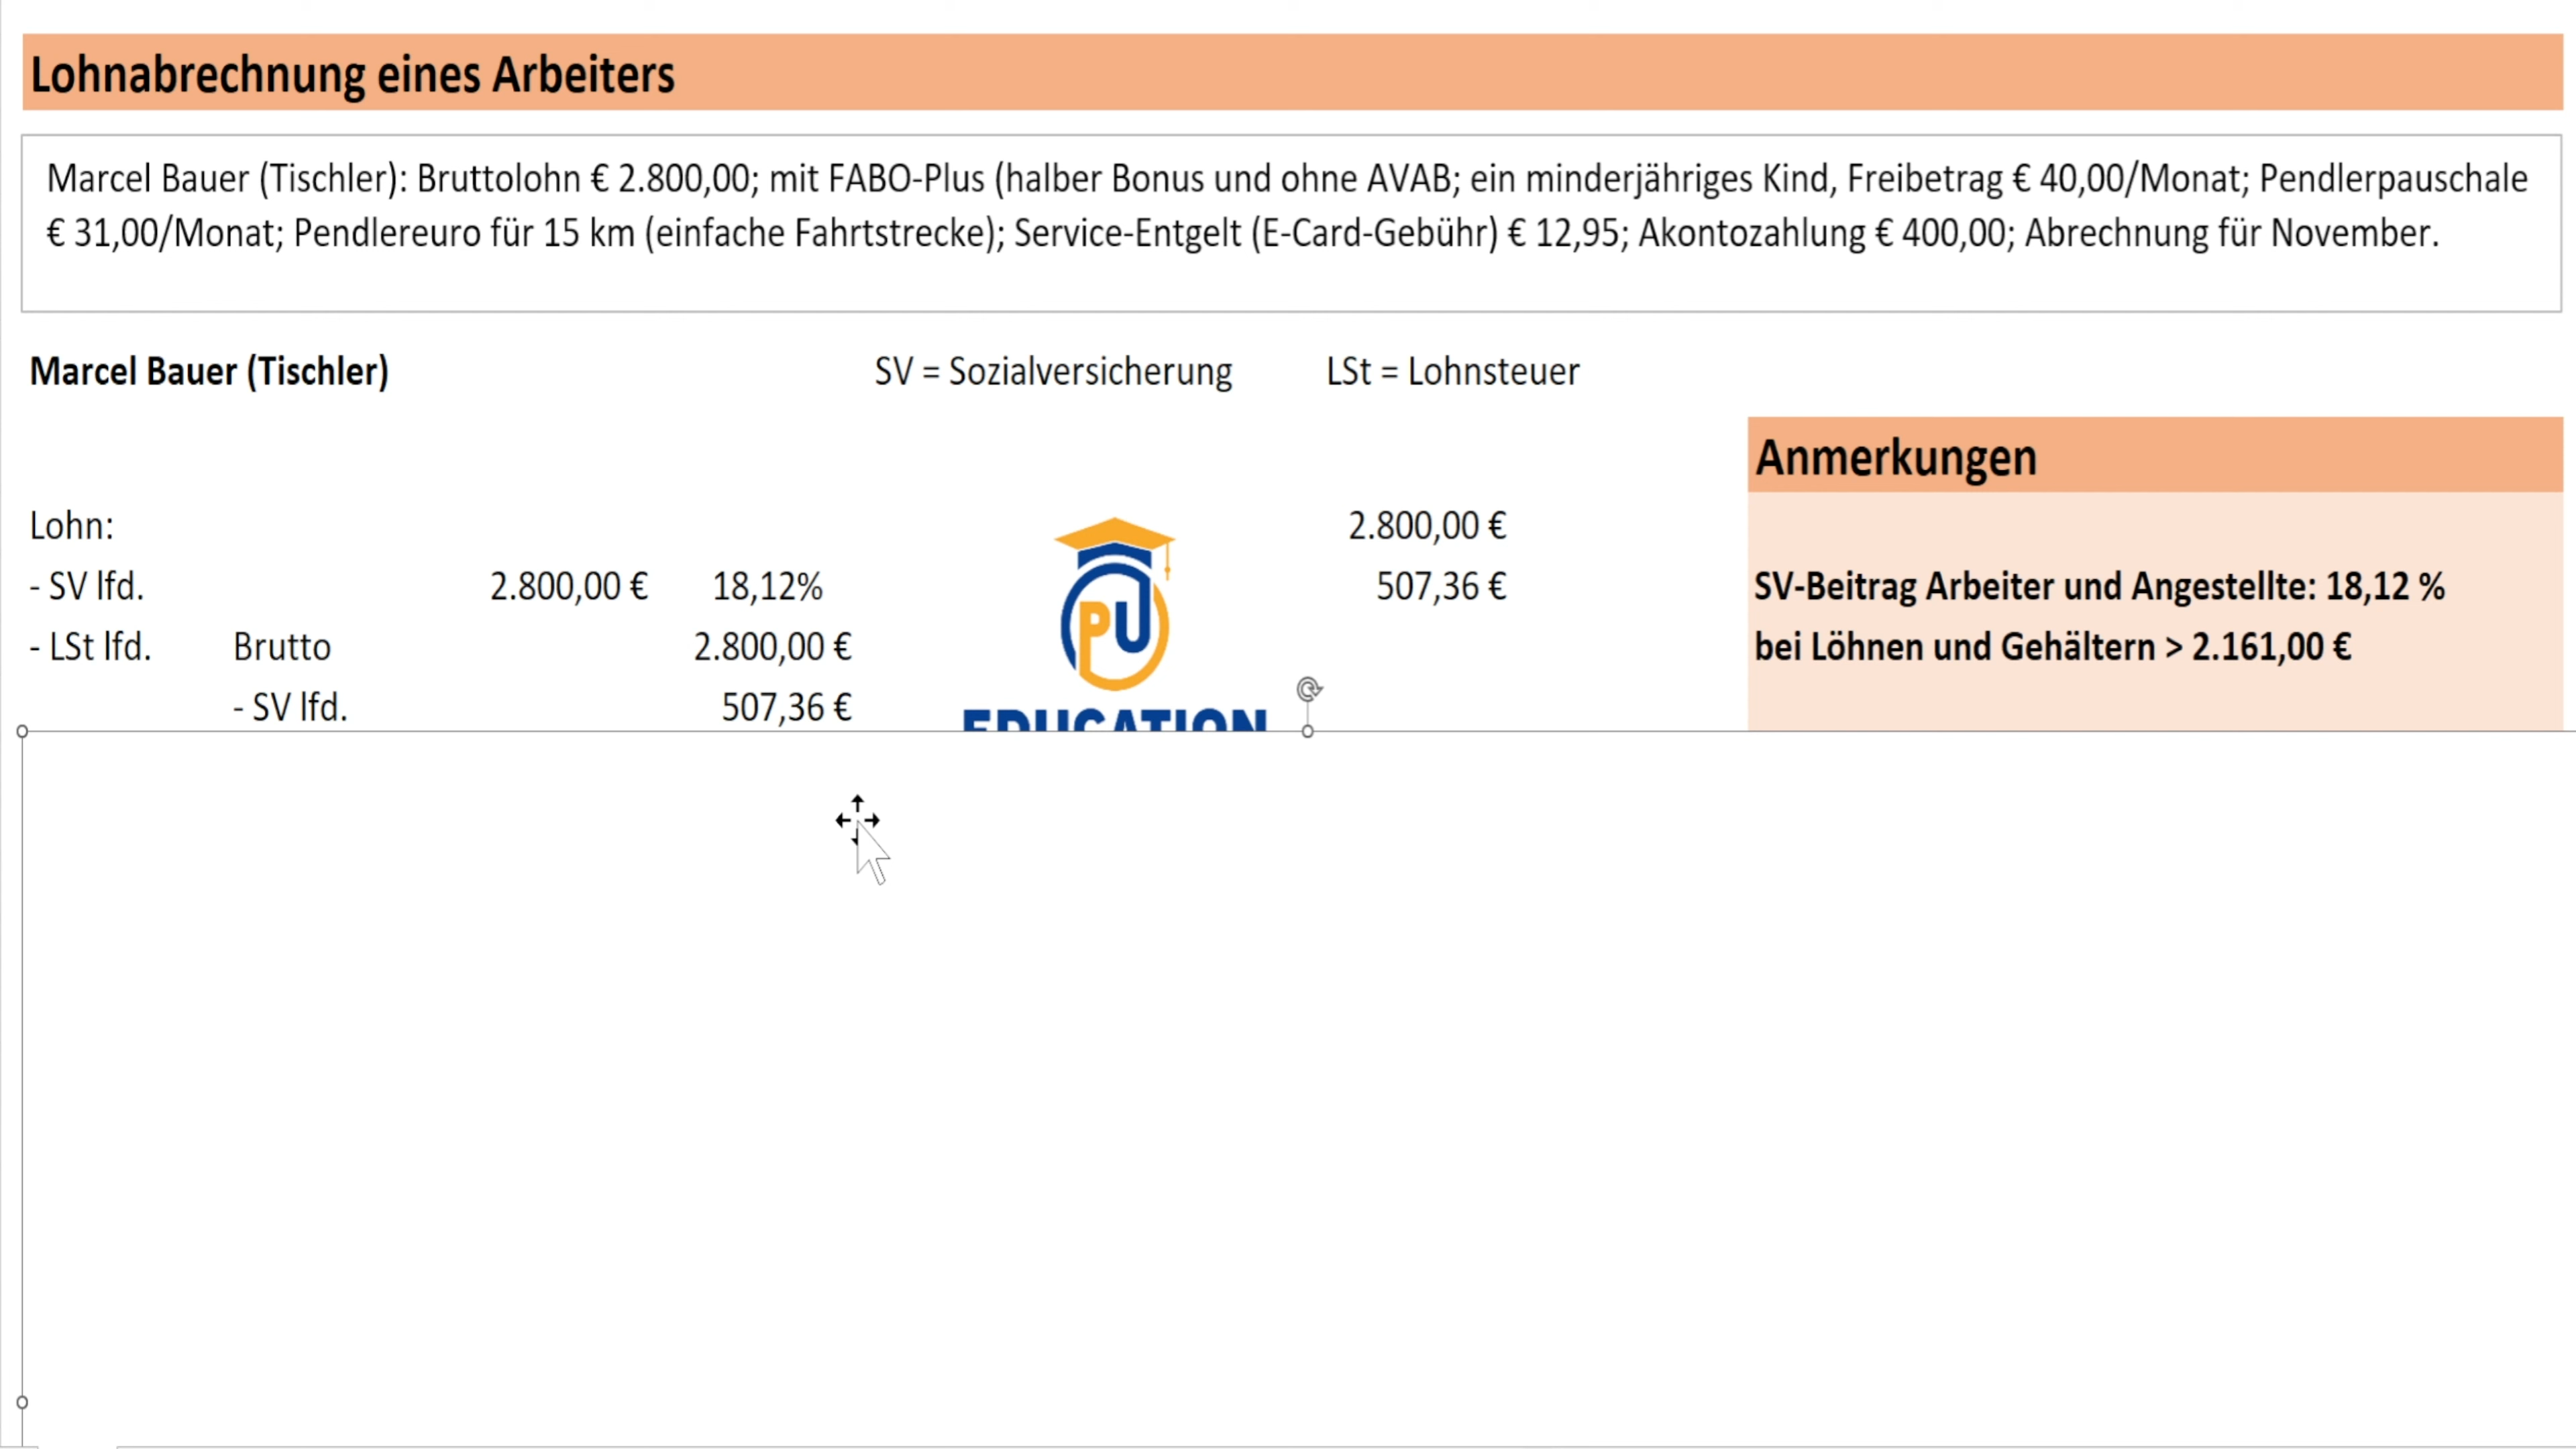 Lohnabrechnung eines Arbeiters
Marcel Bauer (Tischler): Bruttolohn € 2.800,00; mit FABO-Plus (halber Bonus und ohne AVAB; ein minderjähriges Kind, Freibetrag € 40,00/Monat; Pendlerpauschale
€ 31,00/Monat; Pendlereuro für 15 km (einfache Fahrtstrecke); Service-Entgelt (E-Card-Gebühr) € 12,95; Akontozahlung € 400,00; Abrechnung für November.
Marcel Bauer (Tischler) SV = Sozialversicherung LSt = Lohnsteuer
Anmerkungen
Lohn: 2.800,00 €
- SV lfd. 2.800,00 € 18,12% 507,36 € SV-Beitrag Arbeiter und Angestellte: 18,12 %
- LSt lfd. Brutto 2.800,00 € bei Löhnen und Gehältern > 2.161,00 €
- SV lfd. 507,36 €
PU
EDUCATION